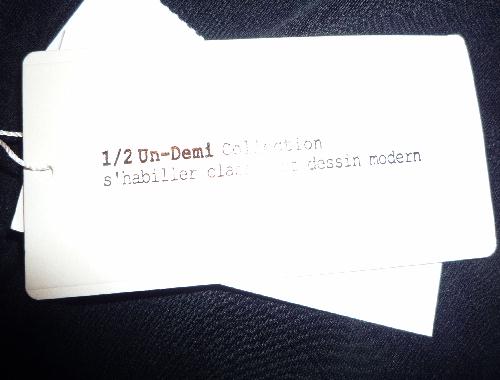 1/2 Un-Demi Collection
s'habiller dessin modern